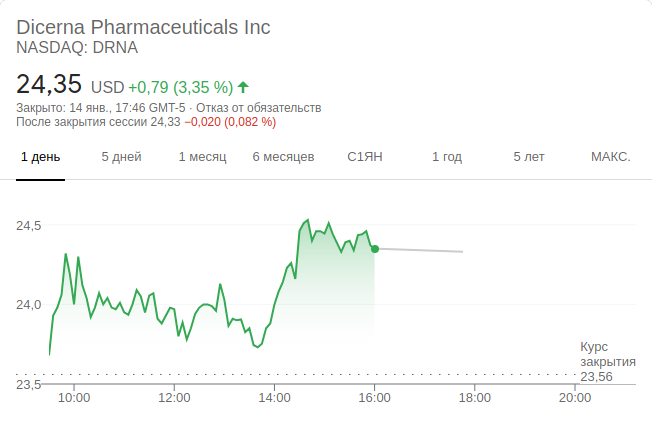 Dicerna Pharmaceuticals Inc
NASDAQ: DRNA
24,35 USD +0,79 (3,35 %)
Закрыто: 14 янв., 17:46 GMT-5 · Отказ от обязательств
После закрытия сессии 24,33 −0,020 (0,082 %)
1 день 5 дней 1 месяц 6 месяцев С1ЯН 1 год 5 лет МАКС.
24,5
24,0
Курс
закрытия
23,56
23,5
10:00 12:00 14:00 16:00 18:00 20:00